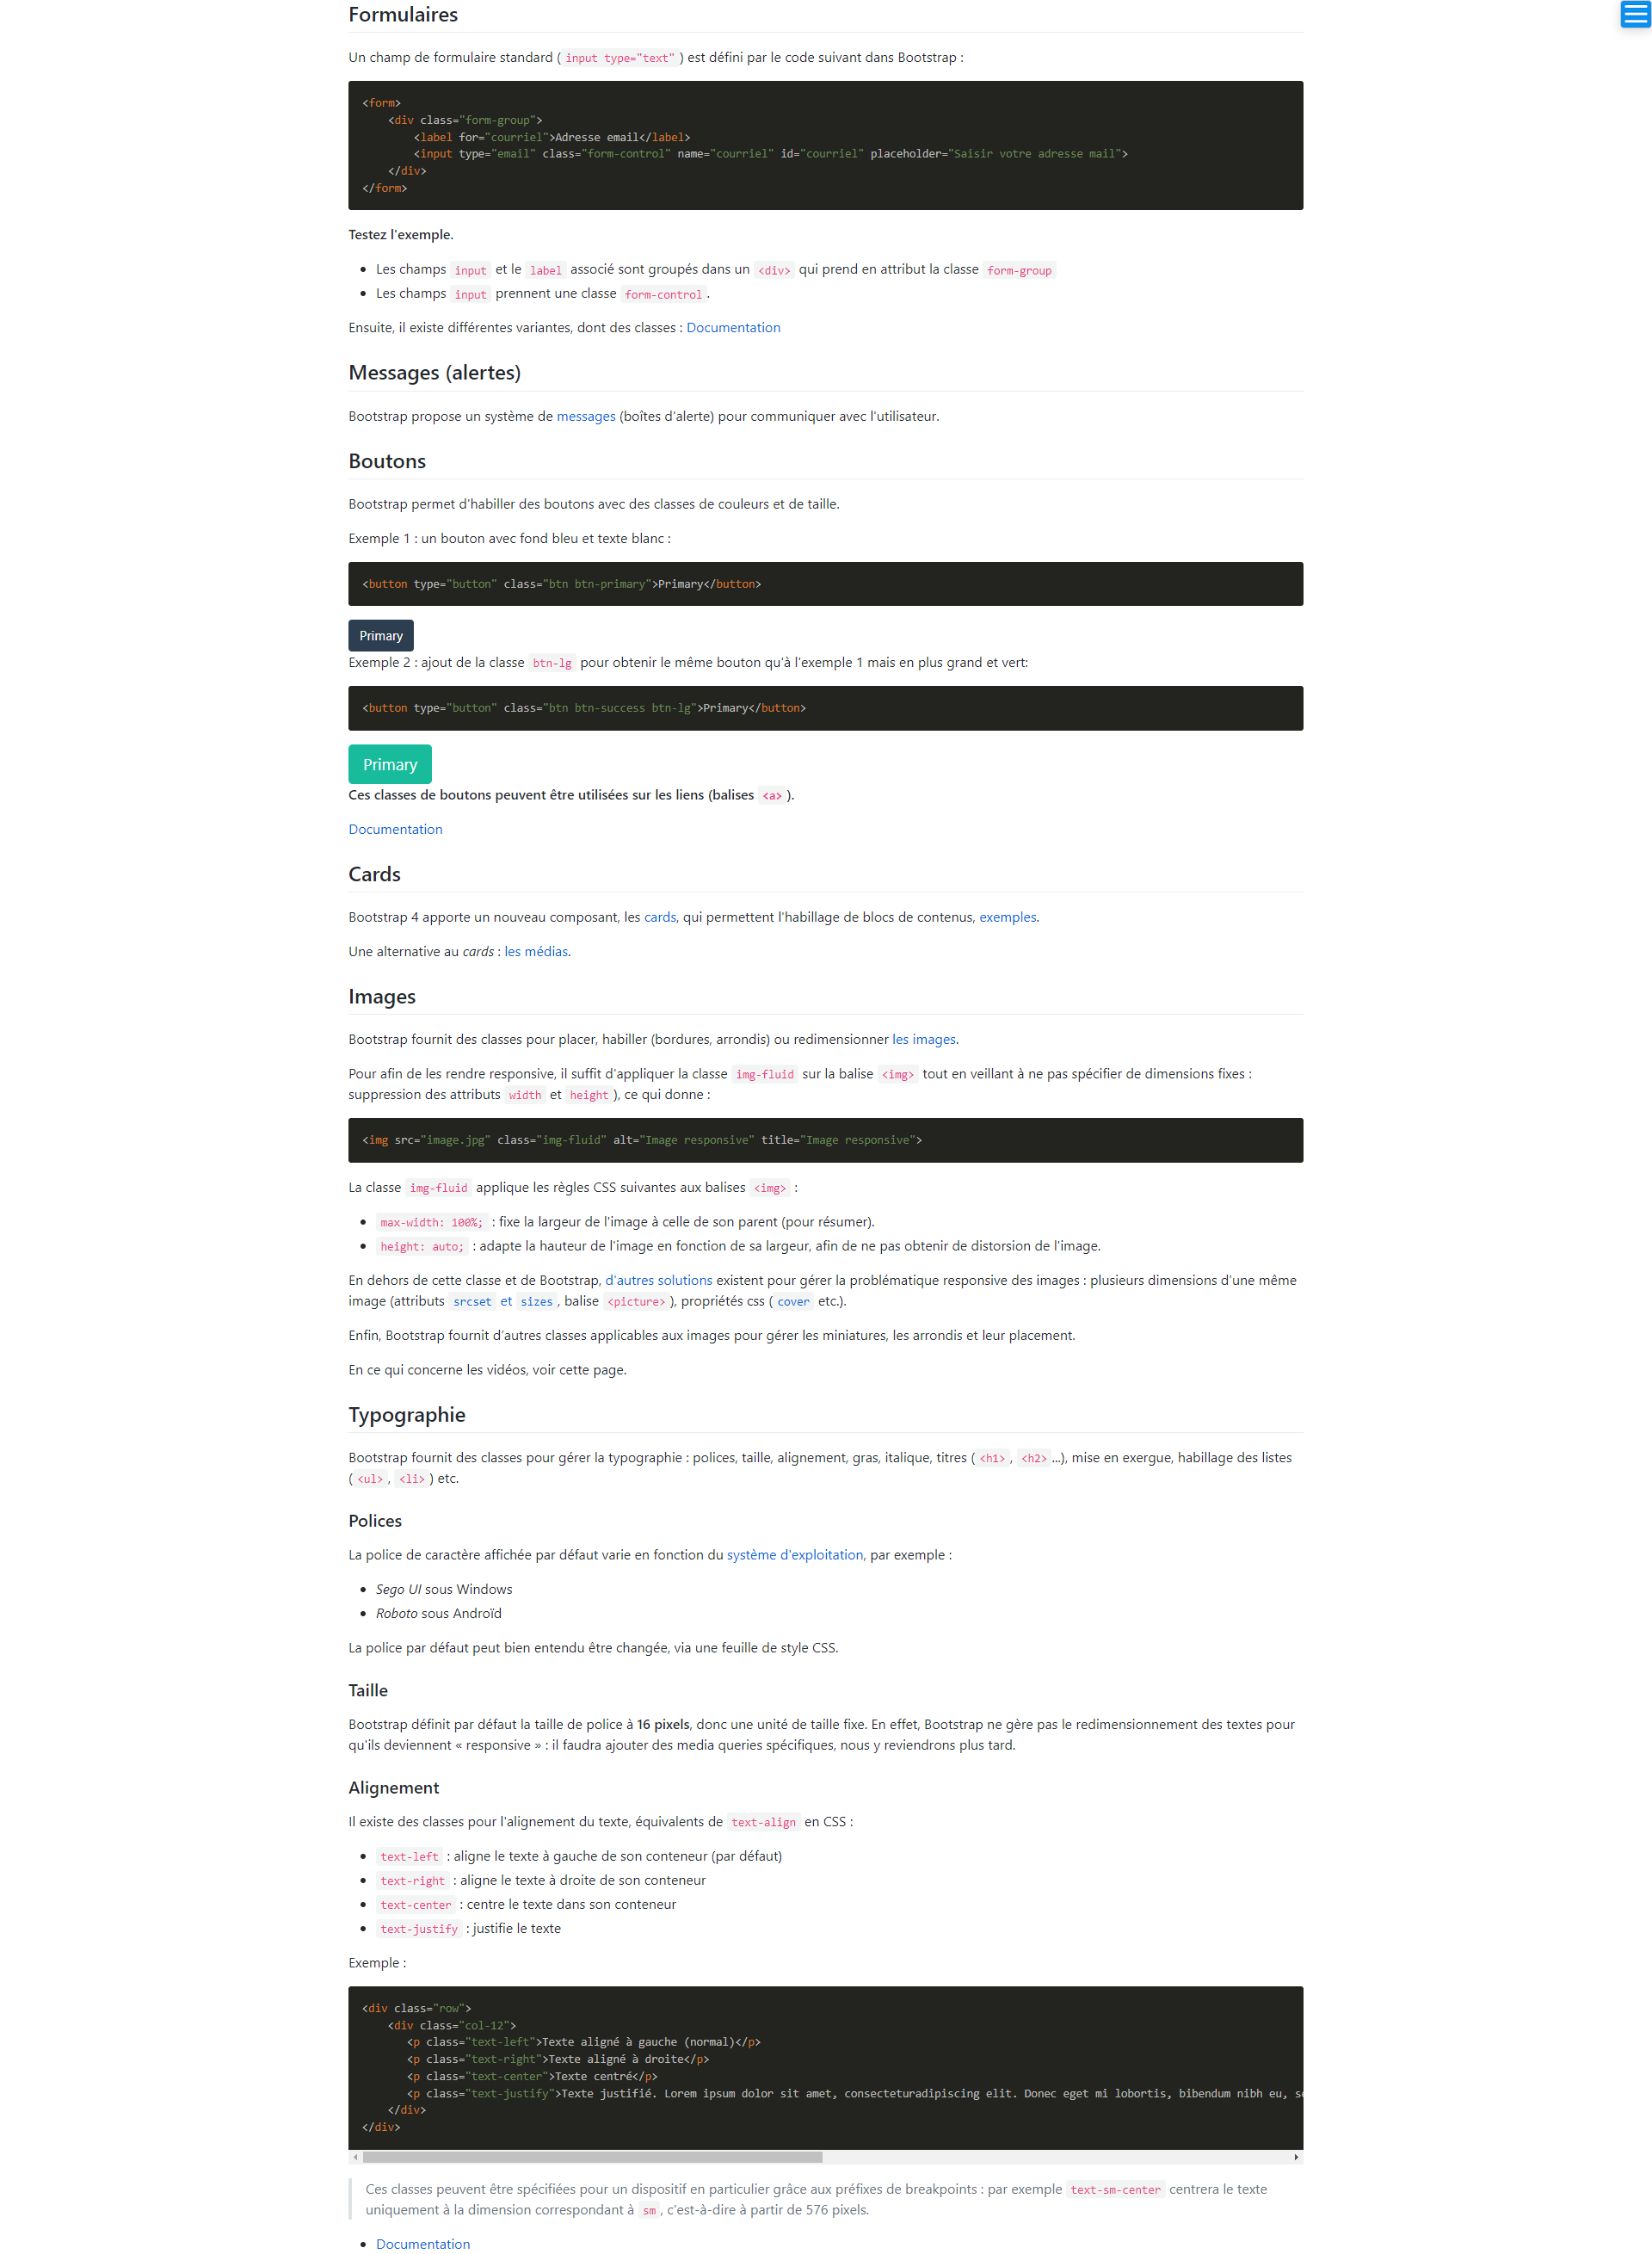 Formulaires
Un champ de formulaire standard ( input type="text" ) est défini par le code suivant dans Bootstrap :
<form>
<div class="form-group">
<label for="courriel">Adresse email</label>
<input type="email" class="form-control" name="courriel" id="courriel" placeholder="Saisir votre adresse mail">
</div>
</form>
Testez l'exemple.
• Les champs input et le label associé sont groupés dans un <div> qui prend en attribut la classe form-group
• Les champs input prennent une classe form-control .
Ensuite, il existe différentes variantes, dont des classes : Documentation
Messages (alertes)
Bootstrap propose un système de messages (boîtes d'alerte) pour communiquer avec l'utilisateur.
Boutons
Bootstrap permet d'habiller des boutons avec des classes de couleurs et de taille.
Exemple 1 : un bouton avec fond bleu et texte blanc :
<button type="button" class="btn btn-primary">Primary</button>
Primary
Exemple 2 : ajout de la classe btn-lg pour obtenir le même bouton qu'à l'exemple 1 mais en plus grand et vert:
<button type="button" class="btn btn-success btn-lg">Primary</button>
Primary
Ces classes de boutons peuvent être utilisées sur les liens (balises <a> ).
Documentation
Cards
Bootstrap 4 apporte un nouveau composant, les cards, qui permettent l'habillage de blocs de contenus, exemples.
Une alternative au cards : les médias.
Images
Bootstrap fournit des classes pour placer, habiller (bordures, arrondis) ou redimensionner les images.
Pour afin de les rendre responsive, il suffit d'appliquer la classe img-fluid sur la balise <img> tout en veillant à ne pas spécifier de dimensions fixes :
suppression des attributs width et height ), ce qui donne :
<img src="image.jpg" class="img-fluid" alt="Image responsive" title="Image responsive">
La classe img-fluid applique les règles CSS suivantes aux balises <img> :
• max-width: 100%; : fixe la largeur de l'image à celle de son parent (pour résumer).
• height: auto; : adapte la hauteur de l'image en fonction de sa largeur, afin de ne pas obtenir de distorsion de l'image.
En dehors de cette classe et de Bootstrap, d'autres solutions existent pour gérer la problématique responsive des images : plusieurs dimensions d'une même
image (attributs srcset et sizes , balise <picture> ), propriétés css ( cover etc.).
Enfin, Bootstrap fournit d'autres classes applicables aux images pour gérer les miniatures, les arrondis et leur placement.
En ce qui concerne les vidéos, voir cette page.
Typographie
Bootstrap fournit des classes pour gérer la typographie : polices, taille, alignement, gras, italique, titres ( <h1> , <h2> ...), mise en exergue, habillage des listes
( <ul> , <li> ) etc.
Polices
La police de caractère affichée par défaut varie en fonction du système d'exploitation, par exemple :
• Sego UI sous Windows
• Roboto sous Androïd
La police par défaut peut bien entendu être changée, via une feuille de style CSS.
Taille
Bootstrap définit par défaut la taille de police à 16 pixels, donc une unité de taille fixe. En effet, Bootstrap ne gère pas le redimensionnement des textes pour
qu'ils deviennent « responsive » : il faudra ajouter des media queries spécifiques, nous y reviendrons plus tard.
Alignement
Il existe des classes pour l'alignement du texte, équivalents de text-align en CSS :
• text-left : aligne le texte à gauche de son conteneur (par défaut)
• text-right : aligne le texte à droite de son conteneur
• text-center : centre le texte dans son conteneur
• text-justify : justifie le texte
Exemple :
<div class="row">
<div class="col-12">
<p class="text-left">Texte aligné à gauche (normal)</p>
<p class="text-right">Texte aligné à droite</p>
<p class="text-center">Texte centré</p>
<p class="text-justify">Texte justifié. Lorem ipsum dolor sit amet, consecteturadipiscing elit. Donec eget mi lobortis, bibendum nibh eu,
</div>
</div>
Ces classes peuvent être spécifiées pour un dispositif en particulier grâce aux préfixes de breakpoints : par exemple text-sm-center centrera le texte
uniquement à la dimension correspondant à sm , c'est-à-dire à partir de 576 pixels.
• Documentation